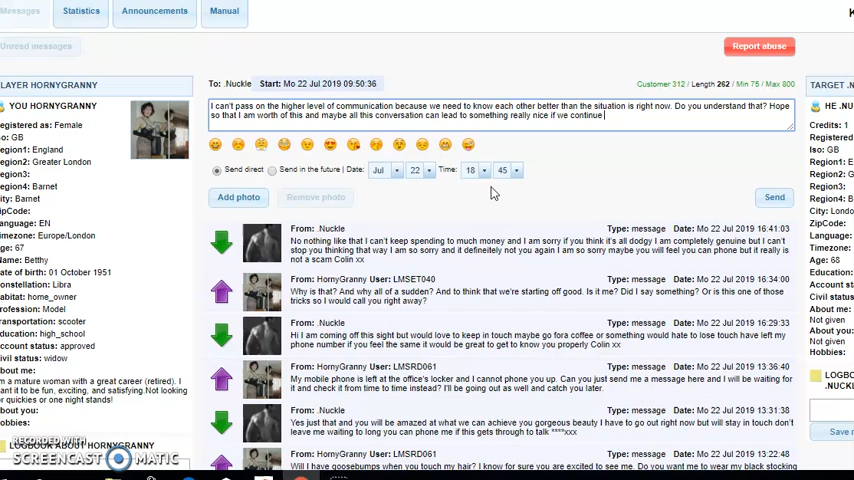 Messages
Statistics
Announcements
Manual
Unread messages
Report abuse
LAYER HORNYGRANNY
To: .Nuckle Start: Mo 22 Jul 2019 09:50:36
Customer 312 / Length 262 / Min 75 / Max 800
TARGET .N
YOU HORNYGRANNY
egistered as: Female
iso: GB
Region1: England
Region2: Greater London
Region3:
Region4: Barnet
City: Barnet
ZipCode:
Language:
Timezone: Europe/London
Age: 67
Name: Betthy
Date of birth: 01 October 1951
onstellation: Libra
abitat: home_owner
rofession: Model
ransportation: scooter
ducation: high_school
ccount status: approved
ivil status: widow
bout me:
m a mature woman with a great career (retired). I
ant it to be fun, exciting, and satisfying.Not looking
r quickies or one night stands!
bout you:
obbies:
LOGBOOK ABOUT HORNYGRANNY
I can't pass on the higher level of communication because we need to know each other better than the situation is right now. Do you understand that? Hope
so that I am worth of this and maybe all this conversation can lead to something really nice if we continue
Send direct Send in the future | Date: Jul 22 Time: 18 45
Add photo
Remove photo
Send
From: .Nuckle Type: message Date: Mo 22 Jul 2019 16:41:03
No nothing like that I can't keep spending to much money and I am sorry if you think it's all dodgy I am completely genuine but I can't
stop you thinking that way I am so sorry and it defineitely not you again I am so sorry maybe you will feel you can phone but it really is
not a scam Colin xx
From: HornyGranny User: LMSET040 Type: message Date: Mo 22 Jul 2019 16:34:00
Why is that? And why all of a sudden? And to think that we're starting off good. Is it me? Did I say something? Or is this one of those
tricks so I would call you right away?
From: .Nuckle Type: message Date: Mo 22 Jul 2019 16:29:33
Hi I am coming off this sight but would love to keep in touch maybe go fora coffee or something would hate to lose touch have left my
phone number if you feel the same it would be great to get to know you properly Colin xx
From: HornyGranny User: LMSRD061 Type: message Date: Mo 22 Jul 2019 13:36:40
My mobile phone is left at the office's locker and I cannot phone you up. Can you just send me a message here and I will be waiting for
it and check it from time to time instead? I'll be going out as well and catch you later.
From: .Nuckle Type: message Date: Mo 22 Jul 2019 13:31:38
Yes just that and you will be amazed at what we can achieve you gorgeous beauty I have to go out right now but will stay in touch don't
leave me waiting to long you can phone me if this gets through to talk ****xxx
From: HornyGranny User: LMSRD061 Type: message Date: Mo 22 Jul 2019 13:22:48
Will I have goosebumps when you touch my hair? I know for sure you are excited to see me. Do you want me to wear my black stocking
HE .NUCK
Credits: 1
Registered
Iso: GB
Region1:
Region2:
Region3:
Region4:
City: Londo
ZipCode:
Language:
Timezone:
Age: 68
Education:
Civil status
About me:
Not given
About you:
Not given
Hobbies:
LOGBO
.NUCKL
Save n
RECORDED WITH
SCREENCAST MATIC